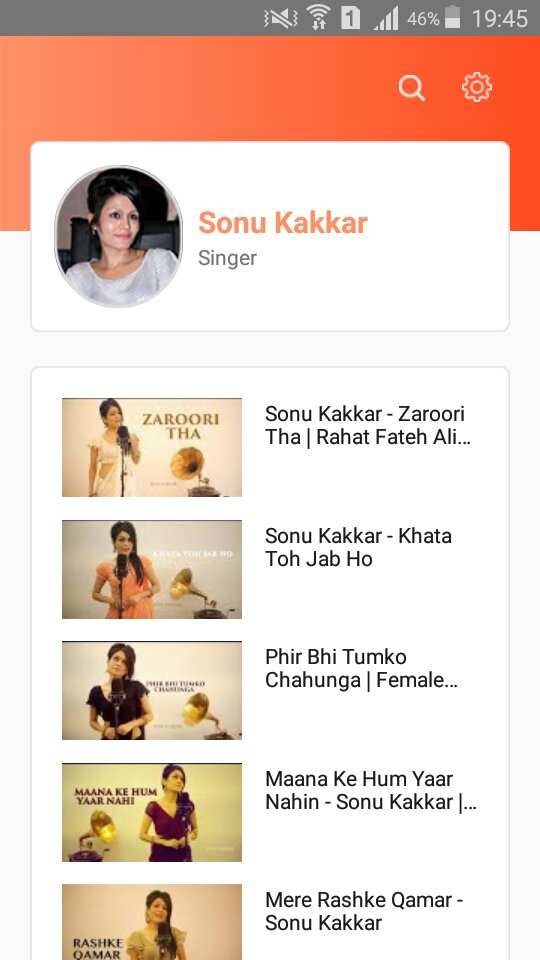 46%
19:45
Sonu Kakkar
Singer
ZAROORI
THA
Sonu Kakkar - Zaroori
Tha | Rahat Fateh Ali...
KHATA TOH JAB HO
Sonu Kakkar - Khata
Toh Jab Ho
PHIR BHI TUMKO
CHAHUNGA
Phir Bhi Tumko
Chahunga | Female...
MAANA KE HUM
YAAR NAHI
Maana Ke Hum Yaar
Nahin - Sonu Kakkar |...
RASHKE
QAMAR
Mere Rashke Qamar -
Sonu Kakkar